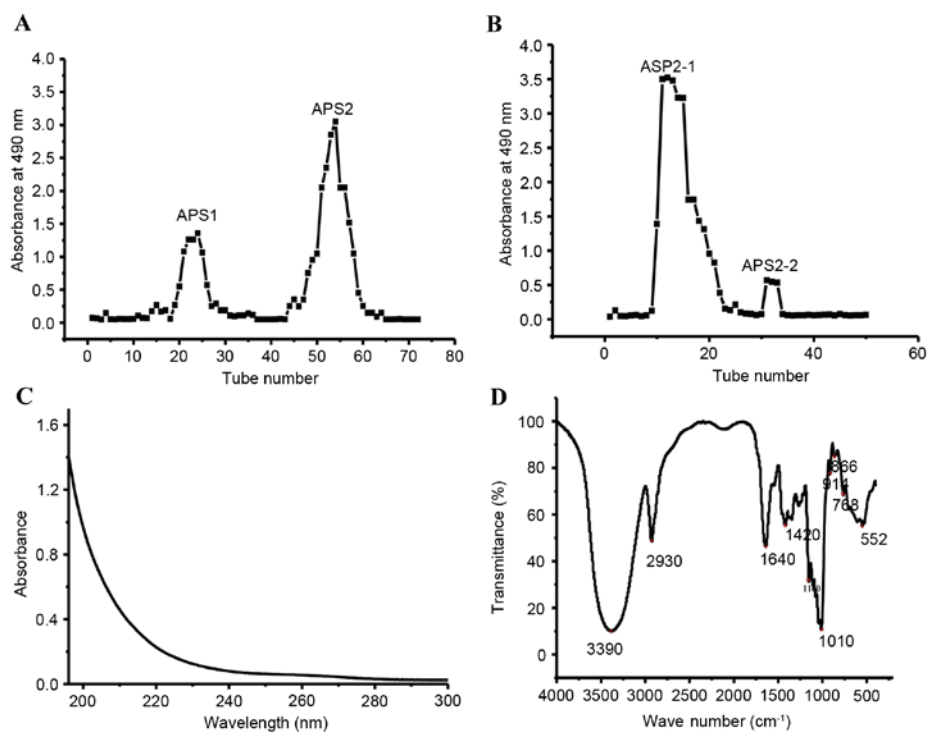 A
4.0
3.5
3.0
2.5
2.0
1.5
1.0
0.5
0.0
Absorbance at 490 nm
APS1
APS2
0 10 20 30 40 50 60 70 80
Tube number
B
4.0
3.5
3.0
2.5
2.0
1.5
1.0
0.5
0.0
Absorbance at 490 nm
ASP2-1
APS2-2
0 20 40 60
Tube number
C
1.6
1.2
0.8
0.4
0.0
Absorbance
200 220 240 260 280 300
Wavelength (nm)
D
100
80
60
40
20
0
Transmittance (%)
3390
2930
1640
1420
1010
914
866
768
552
4000 3500 3000 2500 2000 1500 1000 500
Wave number (cm⁻¹)